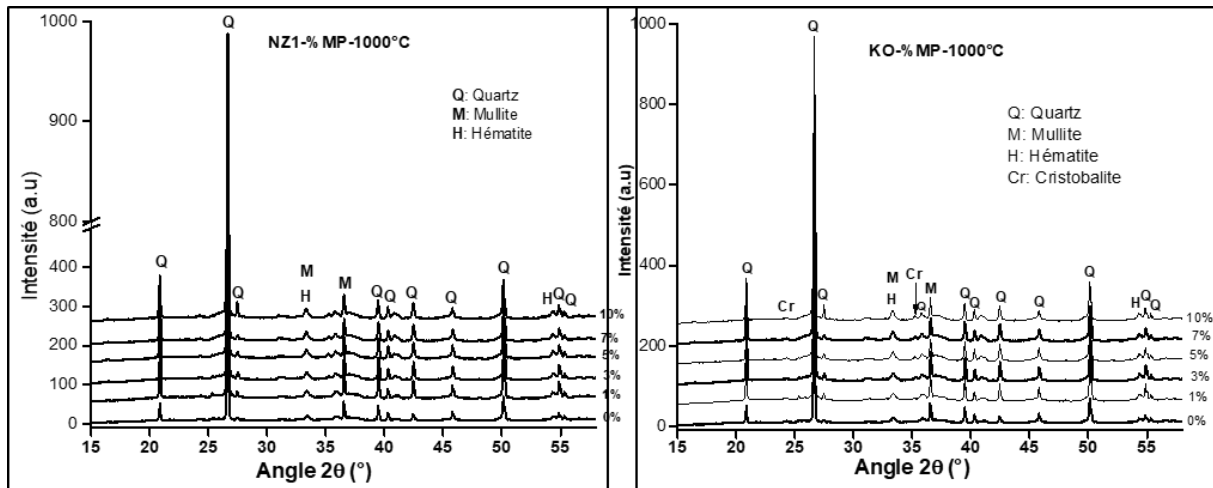 NZ1-%MP-1000°C
Q: Quartz
M: Mullite
H: Hématite
Intensité (a.u)
1000
900
800
400
300
200
100
0
Q
Q
Q
M
H
M
Q
Q
Q
Q
Q
H
Q
Q
10%
7%
5%
3%
1%
0%
15 20 25 30 35 40 45 50 55
Angle 2θ (°)
KO-%MP-1000°C
Q: Quartz
M: Mullite
H: Hématite
Cr: Cristobalite
Intensité (a.u)
1000
800
600
400
200
0
Q
Q
Cr
Q
M
H
Cr
Q
M
Q
Q
Q
Q
Q
H
Q
Q
10%
7%
5%
3%
1%
0%
15 20 25 30 35 40 45 50 55
Angle 2θ (°)